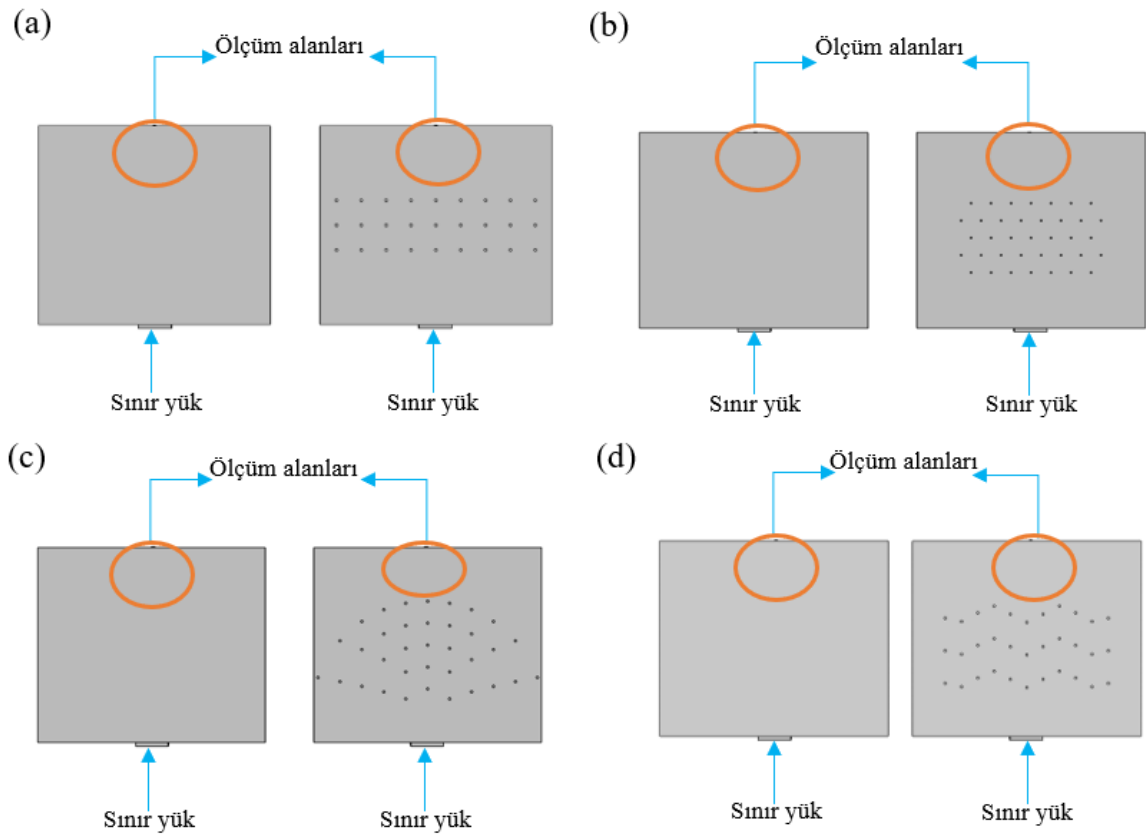 (a)
Ölçüm alanları
Sınır yük
Sınır yük
(b)
Ölçüm alanları
Sınır yük
Sınır yük
(c)
Ölçüm alanları
Sınır yük
Sınır yük
(d)
Ölçüm alanları
Sınır yük
Sınır yük